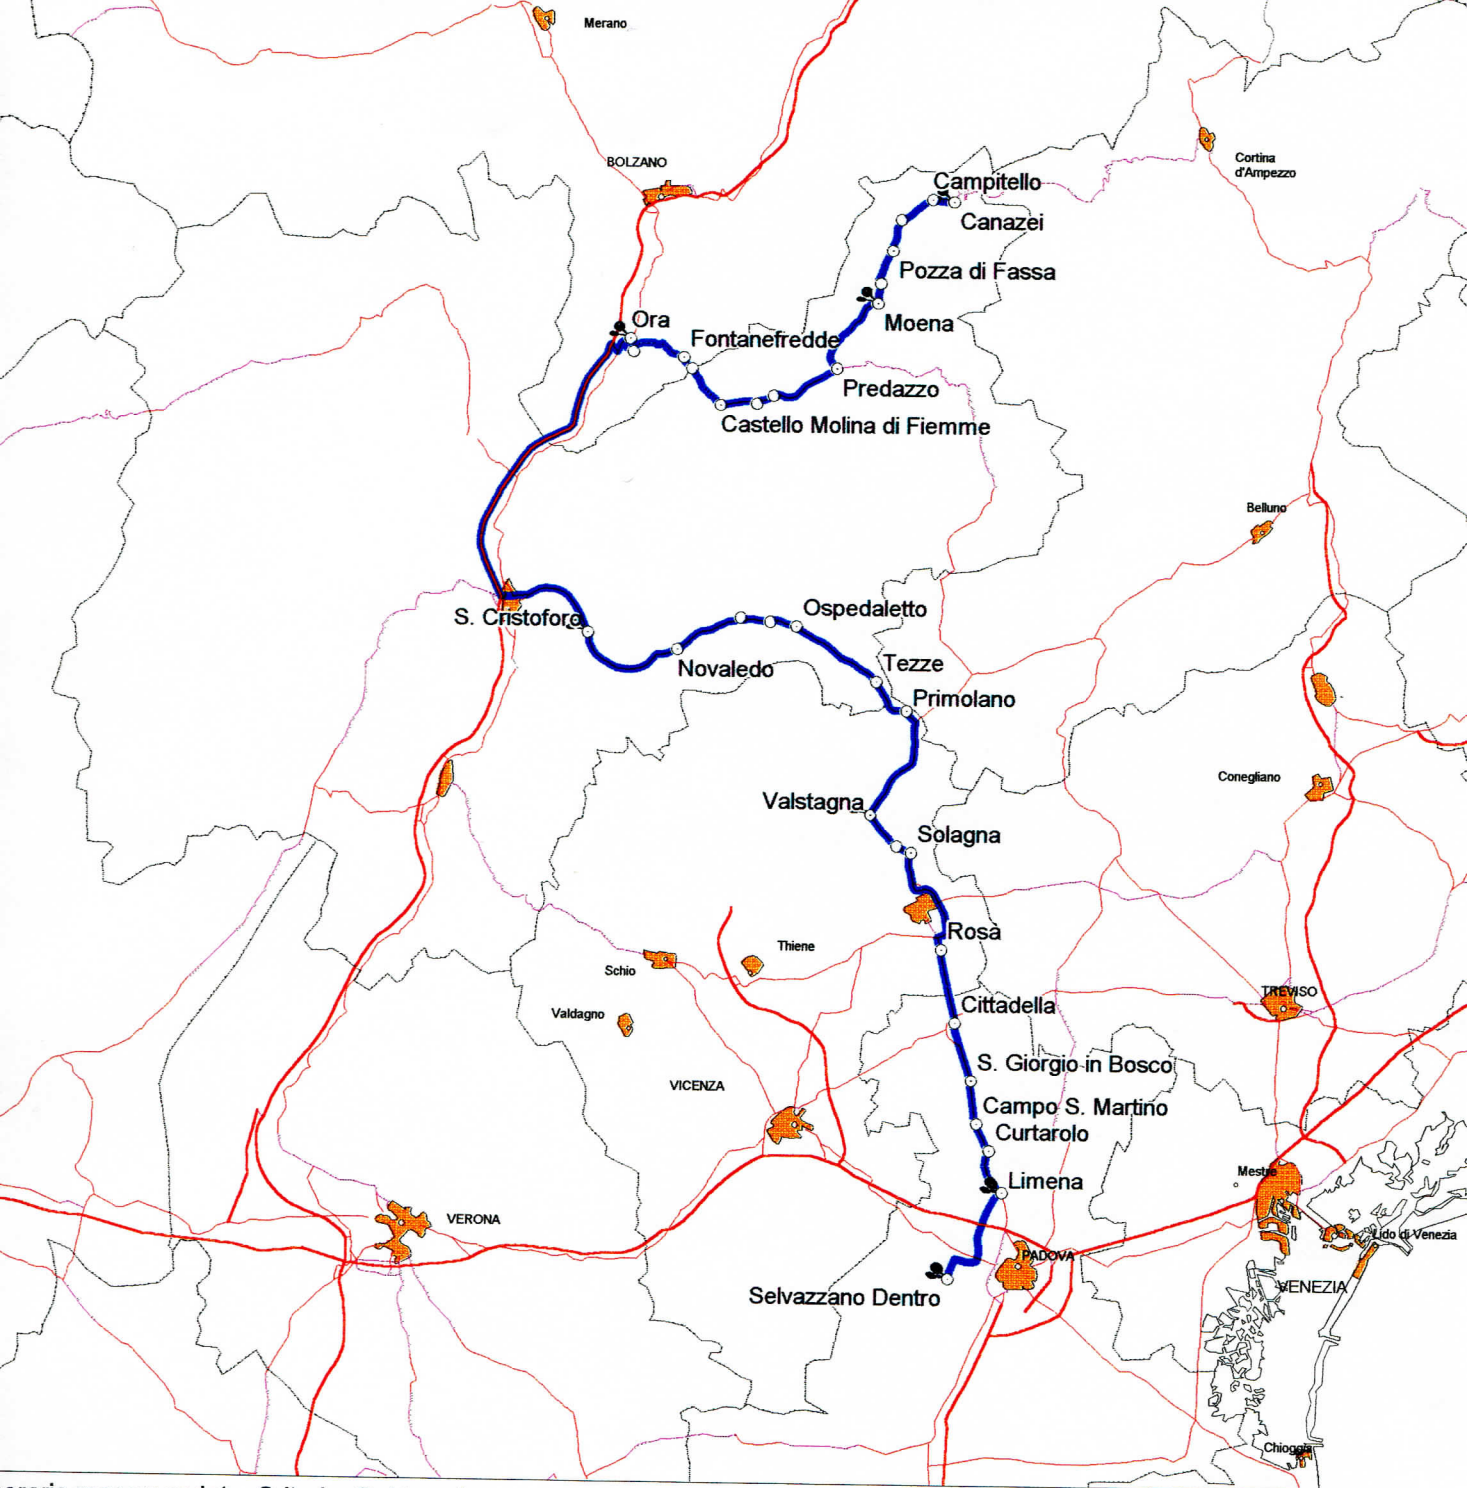 Merano
Cortina
d'Ampezzo
BOLZANO
Campitello
Canazei
Pozza di Fassa
Moena
Ora
Fontanefredde
Predazzo
Castello Molina di Fiemme
Belluno
S. Cristoforo
Ospedaletto
Novaledo
Tezze
Primolano
Conegliano
Valstagna
Solagna
Rosà
Thiene
Schio
TREVISO
Cittadella
Valdagno
S. Giorgio in Bosco
VICENZA
Campo S. Martino
Curtarolo
Mestre
Limena
VERONA
Lido di Venezia
PADOVA
VENEZIA
Selvazzano Dentro
Chioggia